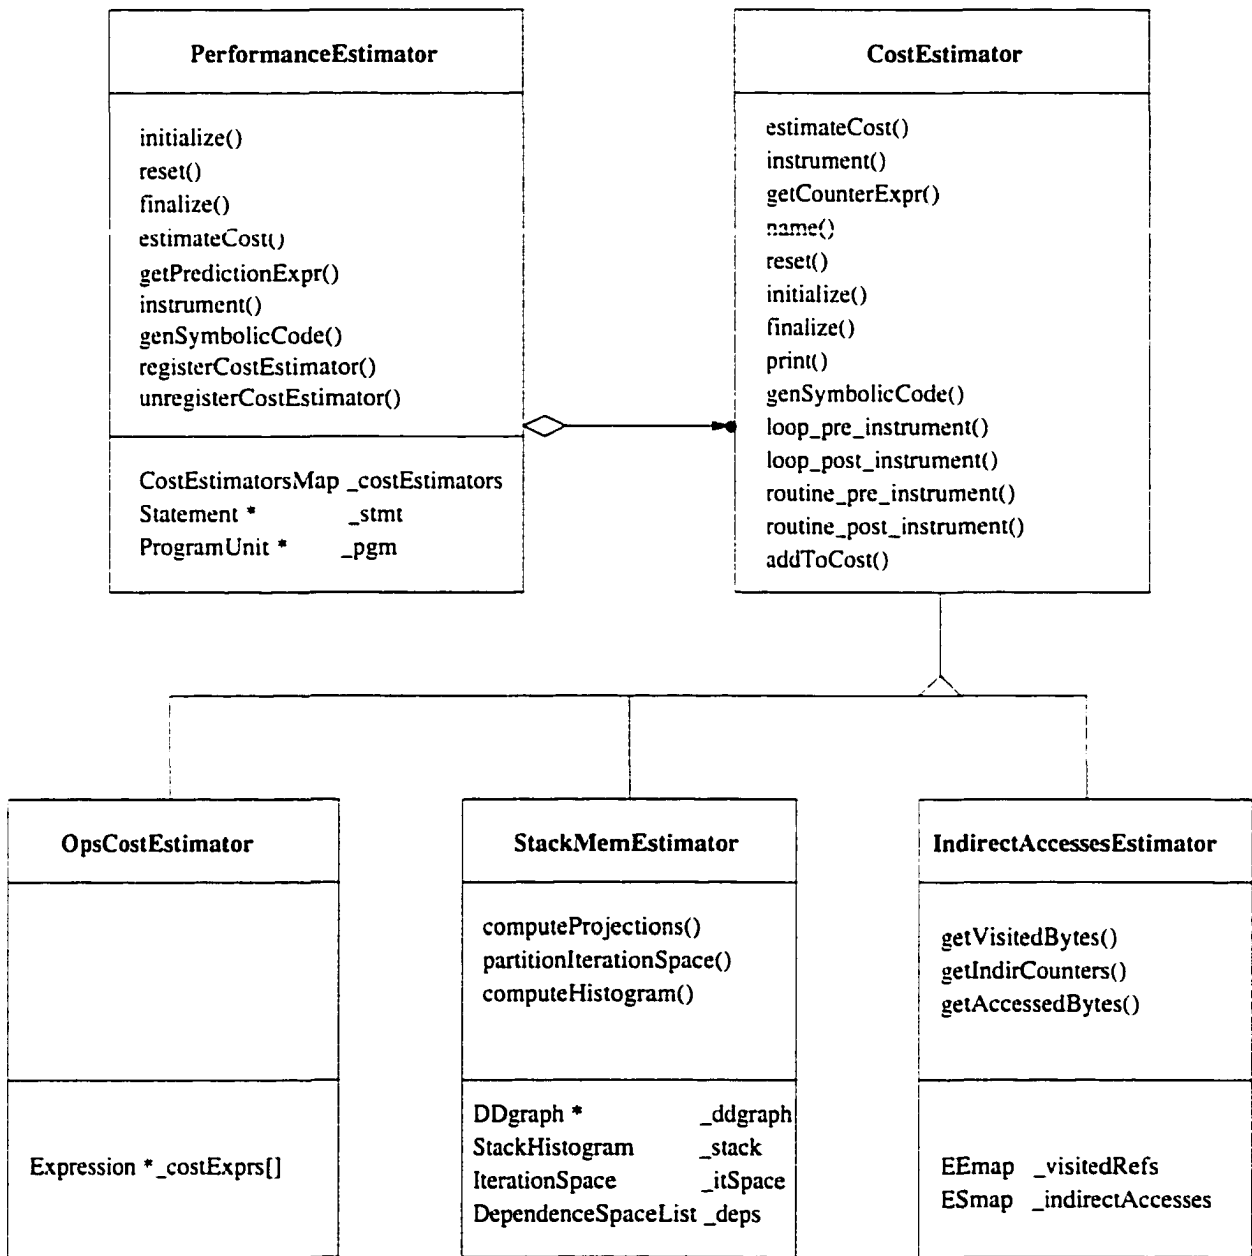 PerformanceEstimator
initialize()
reset()
finalize()
estimateCost()
getPredictionExpr()
instrument()
genSymbolicCode()
registerCostEstimator()
unregisterCostEstimator()
CostEstimatorsMap _costEstimators
Statement * _stmt
ProgramUnit * _pgm
CostEstimator
estimateCost()
instrument()
getCounterExpr()
name()
reset()
initialize()
finalize()
print()
genSymbolicCode()
loop_pre_instrument()
loop_post_instrument()
routine_pre_instrument()
routine_post_instrument()
addToCost()
OpsCostEstimator
Expression *_costExprs[]
StackMemEstimator
computeProjections()
partitionIterationSpace()
computeHistogram()
DDgraph * _ddgraph
StackHistogram _stack
IterationSpace _itSpace
DependenceSpaceList _deps
IndirectAccessesEstimator
getVisitedBytes()
getIndirCounters()
getAccessedBytes()
EEmap _visitedRefs
ESmap _indirectAccesses